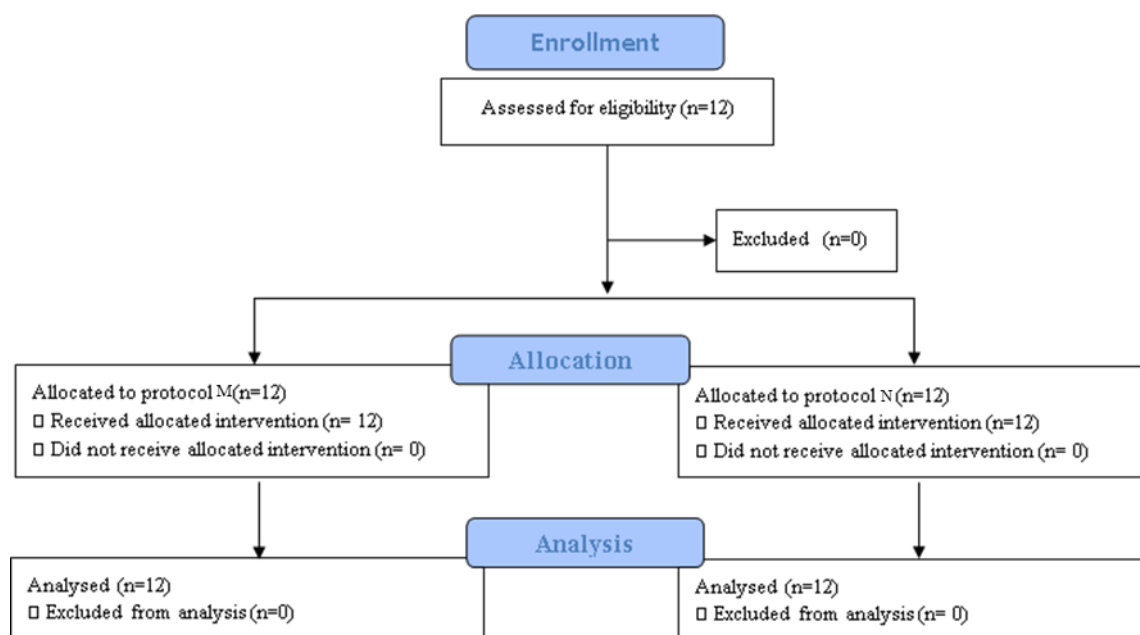 Enrollment
Assessed for eligibility (n=12)
Excluded (n=0)
Allocation
Allocated to protocol M(n=12)
▯ Received allocated intervention (n= 12)
▯ Did not receive allocated intervention (n= 0)
Allocated to protocol N(n=12)
▯ Received allocated intervention (n=12)
▯ Did not receive allocated intervention (n= 0)
Analysis
Analysed (n=12)
▯ Excluded from analysis (n=0)
Analysed (n=12)
▯ Excluded from analysis (n= 0)